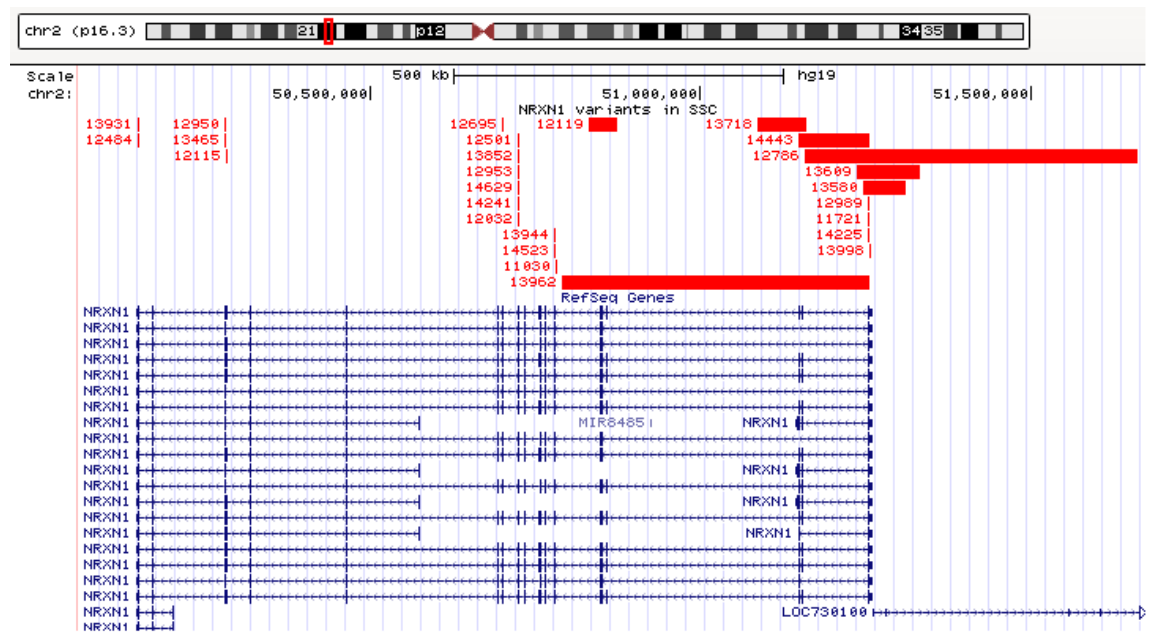 chr2 (p16.3) 21 p12 34 35
Scale 500 kb hg19
chr2: 50,500,000| 51,000,000| 51,500,000|
NRXN1 variants in SSC
13931 12950 12695 12119 13718
12484 13465 12501 14443
12115 13852 12786
12953 13609
14629 13580
14241 12989
12032 11721
13944 14225
14523 13998
11030
13962
RefSeq Genes
NRXN1
NRXN1
NRXN1
NRXN1
NRXN1
NRXN1
NRXN1
NRXN1 MIR8485 NRXN1
NRXN1
NRXN1
NRXN1 NRXN1
NRXN1
NRXN1 NRXN1
NRXN1
NRXN1 NRXN1
NRXN1
NRXN1
NRXN1
NRXN1
NRXN1 LOC730100
NRXN1